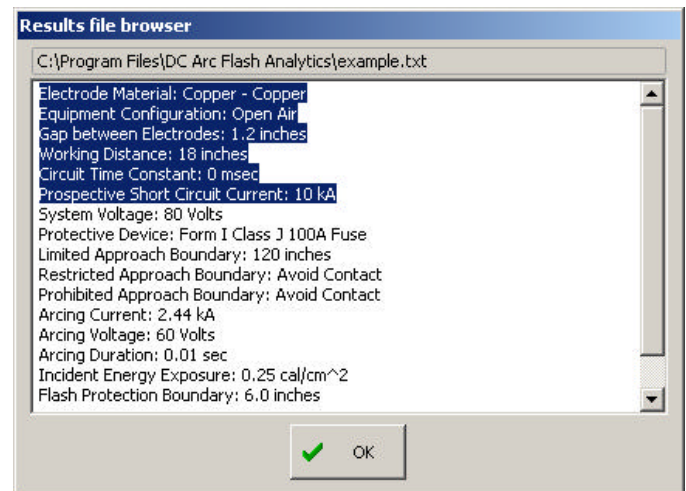 Results file browser
C:\Program Files\DC Arc Flash Analytics\example.txt
Electrode Material: Copper - Copper
Equipment Configuration: Open Air
Gap between Electrodes: 1.2 inches
Working Distance: 18 inches
Circuit Time Constant: 0 msec
Prospective Short Circuit Current: 10 kA
System Voltage: 80 Volts
Protective Device: Form I Class J 100A Fuse
Limited Approach Boundary: 120 inches
Restricted Approach Boundary: Avoid Contact
Prohibited Approach Boundary: Avoid Contact
Arcing Current: 2.44 kA
Arcing Voltage: 60 Volts
Arcing Duration: 0.01 sec
Incident Energy Exposure: 0.25 cal/cm^2
Flash Protection Boundary: 6.0 inches
OK